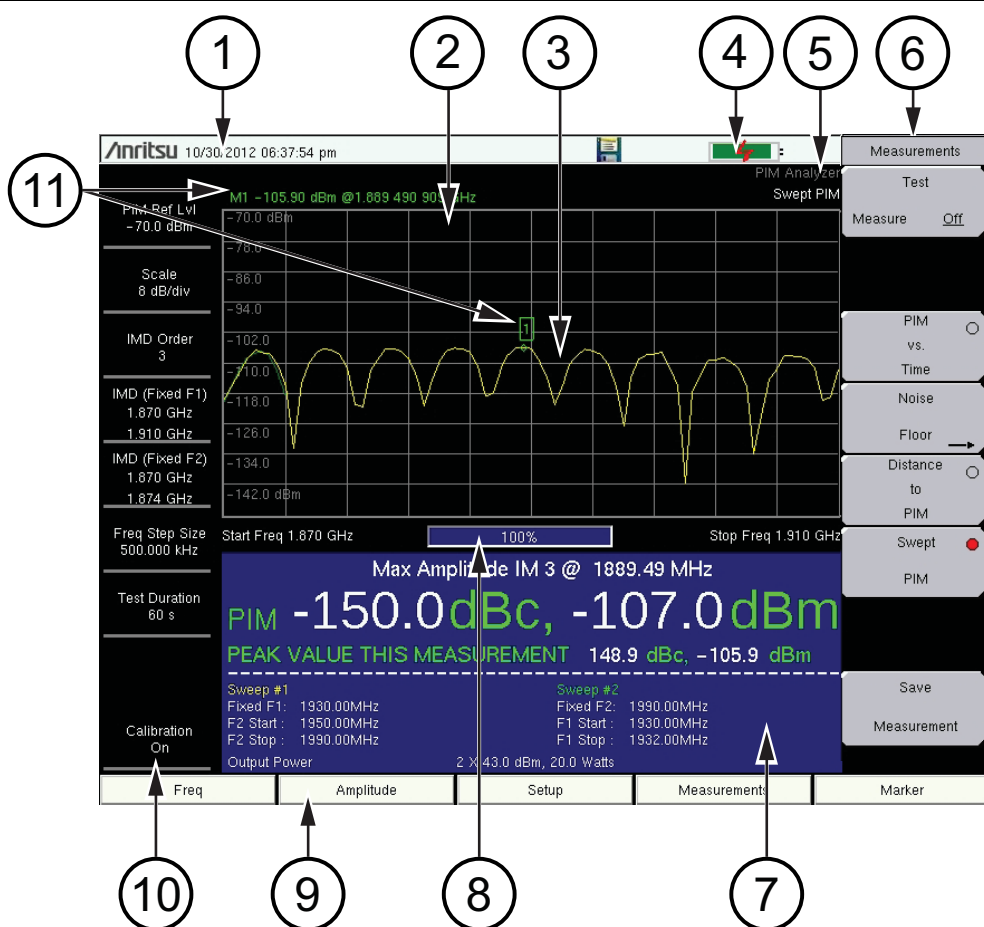 1
2
3
4
5
6
11
10
9
8
7
Anritsu 10/30/2012 06:37:54 pm
PIM Analyzer
Swept PIM
M1 -105.90 dBm @1.889 490 909 GHz
PIM Ref Lvl
-70.0 dBm
Scale
8 dB/div
IMD Order
3
IMD (Fixed F1)
1.870 GHz
1.910 GHz
IMD (Fixed F2)
1.870 GHz
1.874 GHz
Freq Step Size
500.000 kHz
Test Duration
60 s
Calibration
On
-70.0 dBm
-78.0
-86.0
-94.0
-102.0
-110.0
-118.0
-126.0
-134.0
-142.0 dBm
1
Start Freq 1.870 GHz
100%
Stop Freq 1.910 GHz
Max Amplitude IM 3 @ 1889.49 MHz
PIM -150.0 dBc, -107.0 dBm
PEAK VALUE THIS MEASUREMENT 148.9 dBc, -105.9 dBm
Sweep #1
Fixed F1: 1930.00MHz
F2 Start : 1950.00MHz
F2 Stop : 1990.00MHz
Sweep #2
Fixed F2: 1990.00MHz
F1 Start : 1930.00MHz
F1 Stop : 1932.00MHz
Output Power 2 X 43.0 dBm, 20.0 Watts
Measurements
Test
Measure Off
PIM
vs.
Time
Noise
Floor
Distance
to
PIM
Swept
PIM
Save
Measurement
Freq
Amplitude
Setup
Measurements
Marker